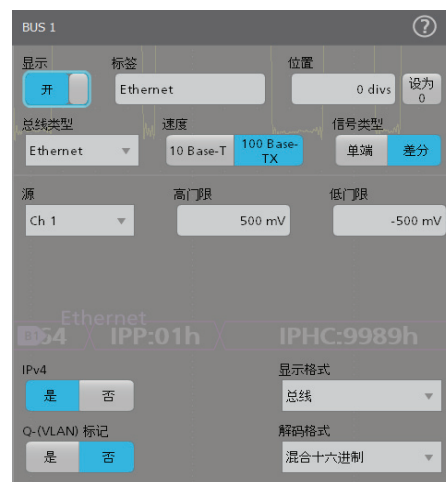 BUS 1 ?
显示 标签 位置
开 Ethernet 0 divs 设为 0
总线类型 速度 信号类型
Ethernet 10 Base-T 100 Base-TX 单端 差分
源 高门限 低门限
Ch 1 500 mV -500 mV
Ethernet
B1 64 IPP:01h IPHC:9989h
IPv4 显示格式
是 否 总线
Q-(VLAN) 标记 解码格式
是 否 混合十六进制